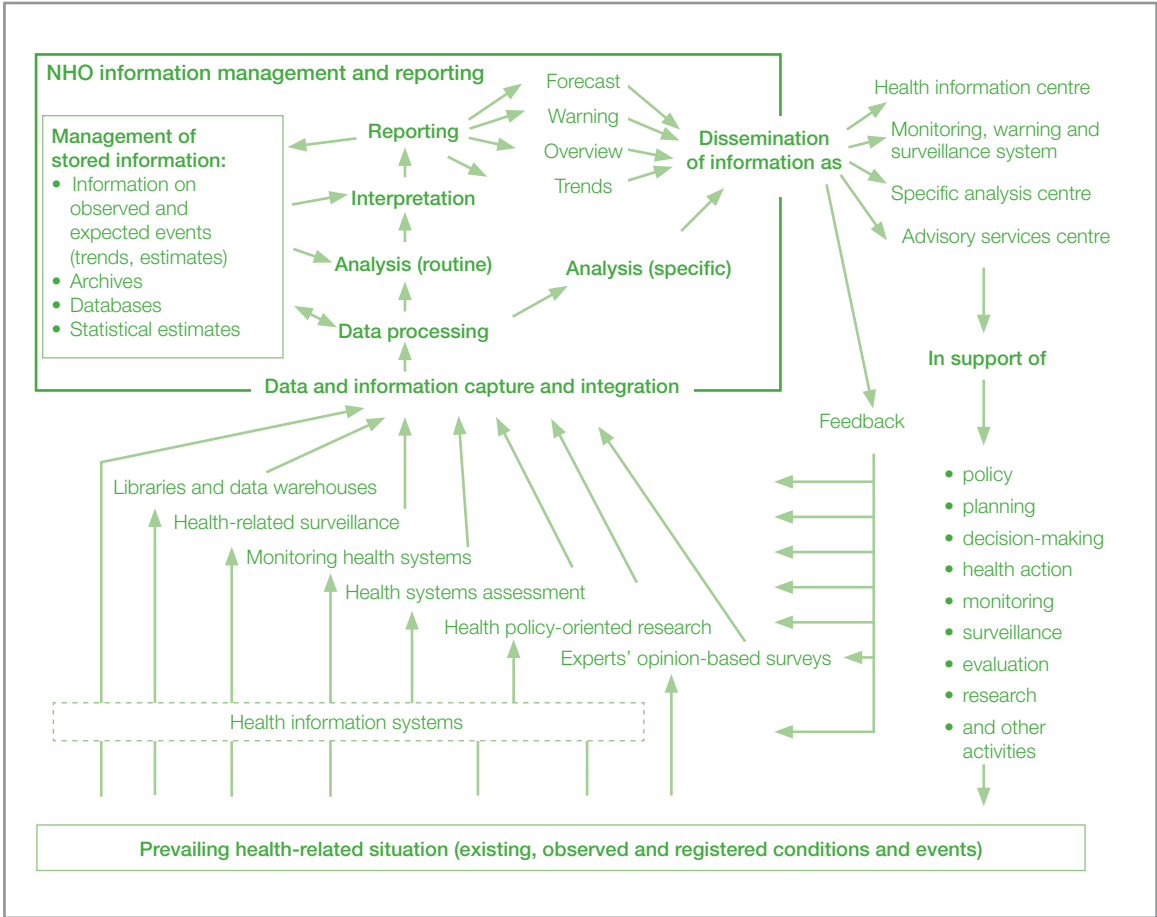 NHO information management and reporting
Management of
stored information:
• Information on
observed and
expected events
(trends, estimates)
• Archives
• Databases
• Statistical estimates
Reporting
Interpretation
Analysis (routine)
Data processing
Forecast
Warning
Overview
Trends
Analysis (specific)
Dissemination
of information as
Data and information capture and integration
Health information centre
Monitoring, warning and
surveillance system
Specific analysis centre
Advisory services centre
In support of
• policy
• planning
• decision-making
• health action
• monitoring
• surveillance
• evaluation
• research
• and other
activities
Feedback
Libraries and data warehouses
Health-related surveillance
Monitoring health systems
Health systems assessment
Health policy-oriented research
Experts' opinion-based surveys
Health information systems
Prevailing health-related situation (existing, observed and registered conditions and events)